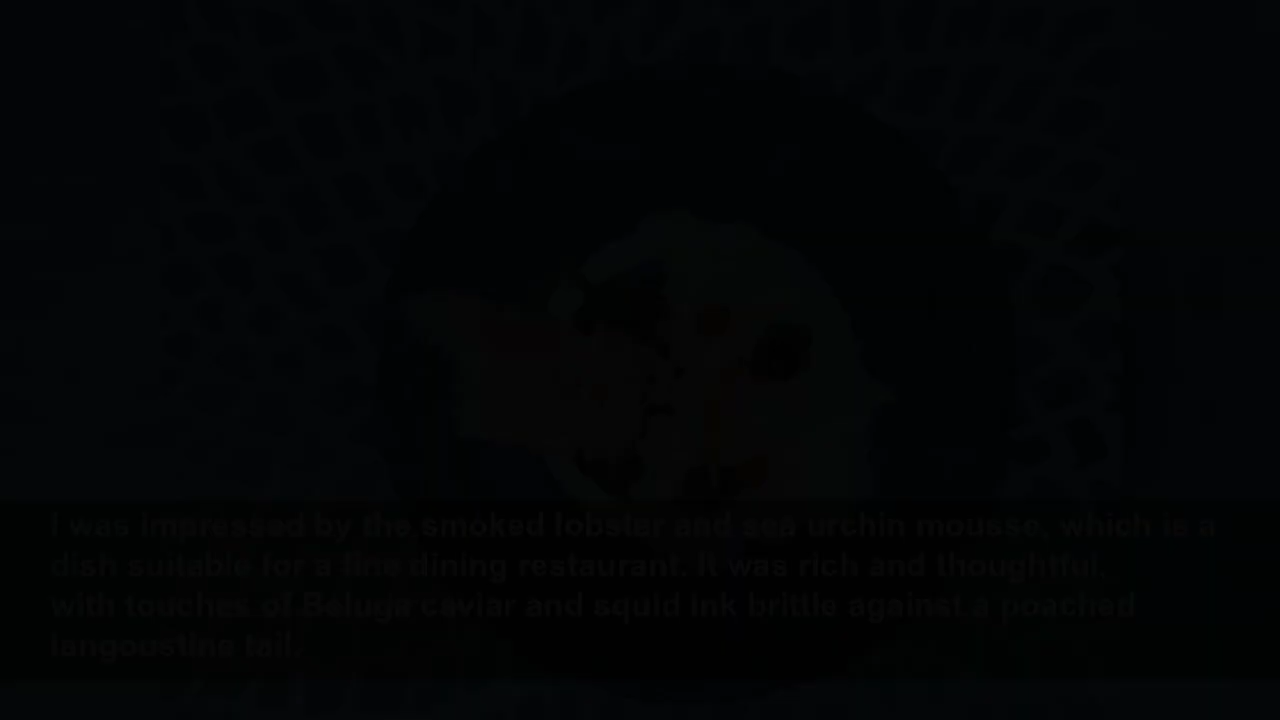 I was impressed by the smoked lobster and sea urchin mousse, which is a
dish suitable for a fine dining restaurant. It was rich and thoughtful,
with touches of Beluga caviar and squid ink brittle against a poached
langoustine tail.